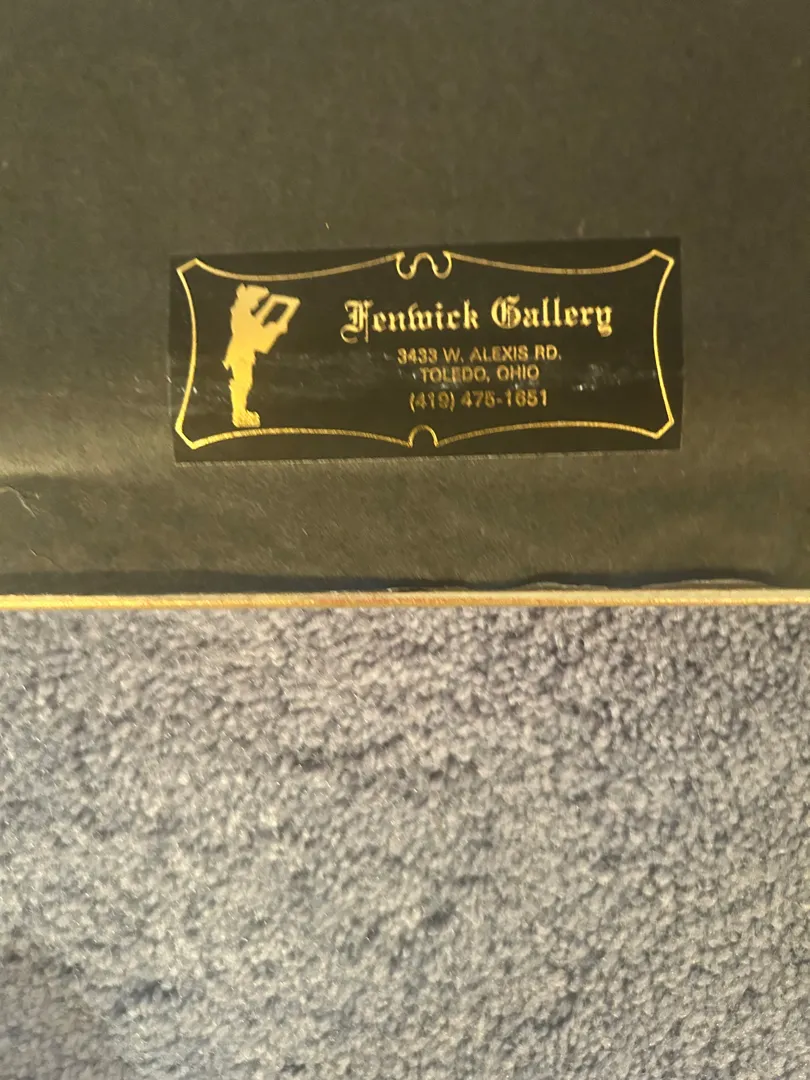 Fenwick Gallery
3433 W. ALEXIS RD.
TOLEDO, OHIO
(419) 475-1651